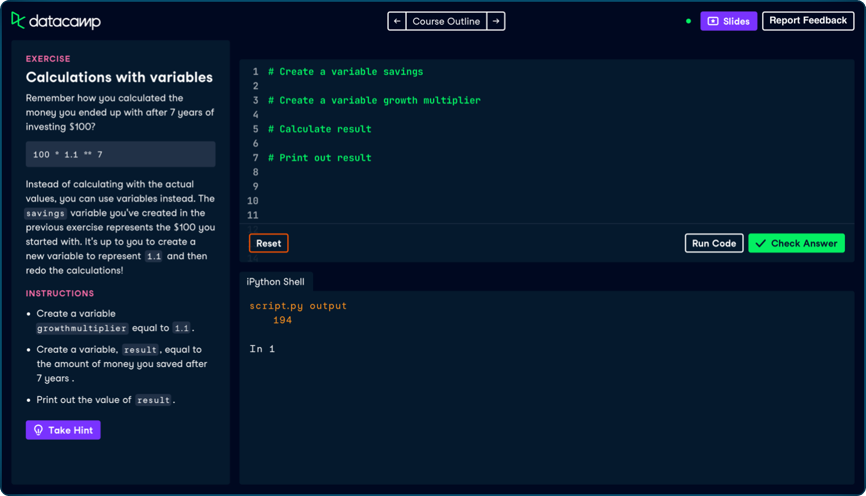 datacamp
Course Outline
Slides
Report Feedback
EXERCISE
Calculations with variables
Remember how you calculated the
money you ended up with after 7 years of
investing $100?
100 * 1.1 ** 7
Instead of calculating with the actual
values, you can use variables instead. The
savings variable you've created in the
previous exercise represents the $100 you
started with. It's up to you to create a
new variable to represent 1.1 and then
redo the calculations!
INSTRUCTIONS
• Create a variable
growthmultiplier equal to 1.1.
• Create a variable, result, equal to
the amount of money you saved after
7 years .
• Print out the value of result.
Take Hint
1 # Create a variable savings
2
3 # Create a variable growth multiplier
4
5 # Calculate result
6
7 # Print out result
8
9
10
11
Reset
Run Code
Check Answer
iPython Shell
script.py output
194
In 1